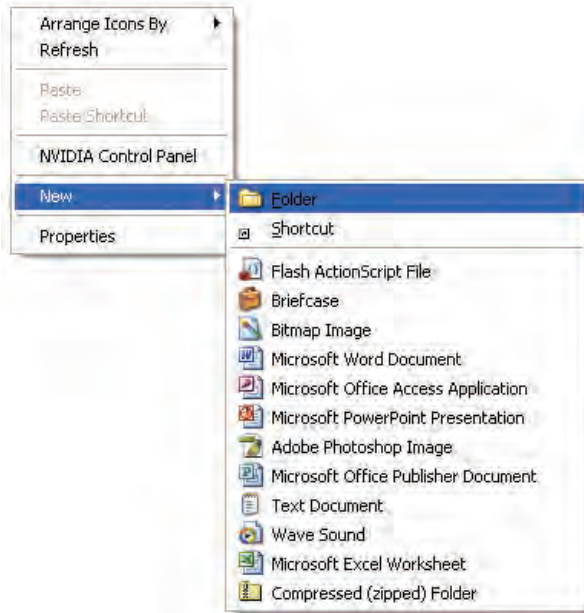 Arrange Icons By
Refresh
Paste
Paste Shortcut
NVIDIA Control Panel
New
Properties
Folder
Shortcut
Flash ActionScript File
Briefcase
Bitmap Image
Microsoft Word Document
Microsoft Office Access Application
Microsoft PowerPoint Presentation
Adobe Photoshop Image
Microsoft Office Publisher Document
Text Document
Wave Sound
Microsoft Excel Worksheet
Compressed (zipped) Folder